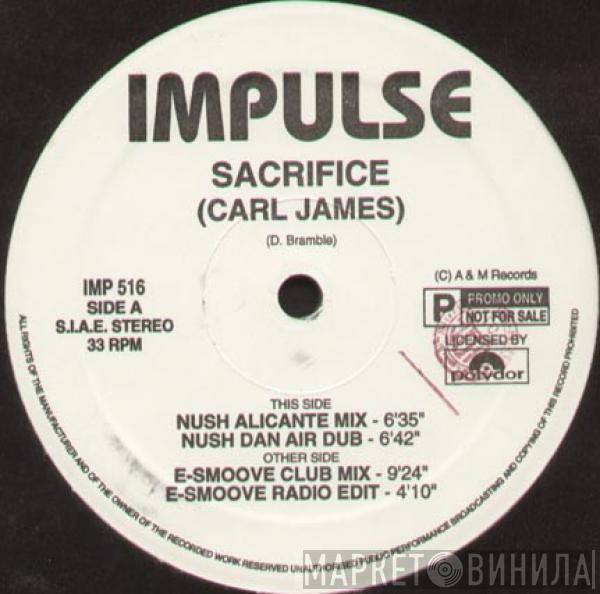 IMPULSE
SACRIFICE
(CARL JAMES)
(D. Bramble)
IMP 516
SIDE A
S.I.A.E. STEREO
33 RPM
(C) A & M Records
P PROMO ONLY
NOT FOR SALE
LICENSED BY
polydor
THIS SIDE
NUSH ALICANTE MIX - 6'35"
NUSH DAN AIR DUB - 6'42"
OTHER SIDE
E-SMOOVE CLUB MIX - 9'24"
E-SMOOVE RADIO EDIT - 4'10"
ALL RIGHTS OF THE MANUFACTURER AND OF THE OWNER OF THE RECORDED WORK RESERVED UNAUTHORISED PUBLIC PERFORMANCE BROADCASTING AND COPYING OF THIS RECORD PROHIBITED
МАРКЕТ ВИНИЛА